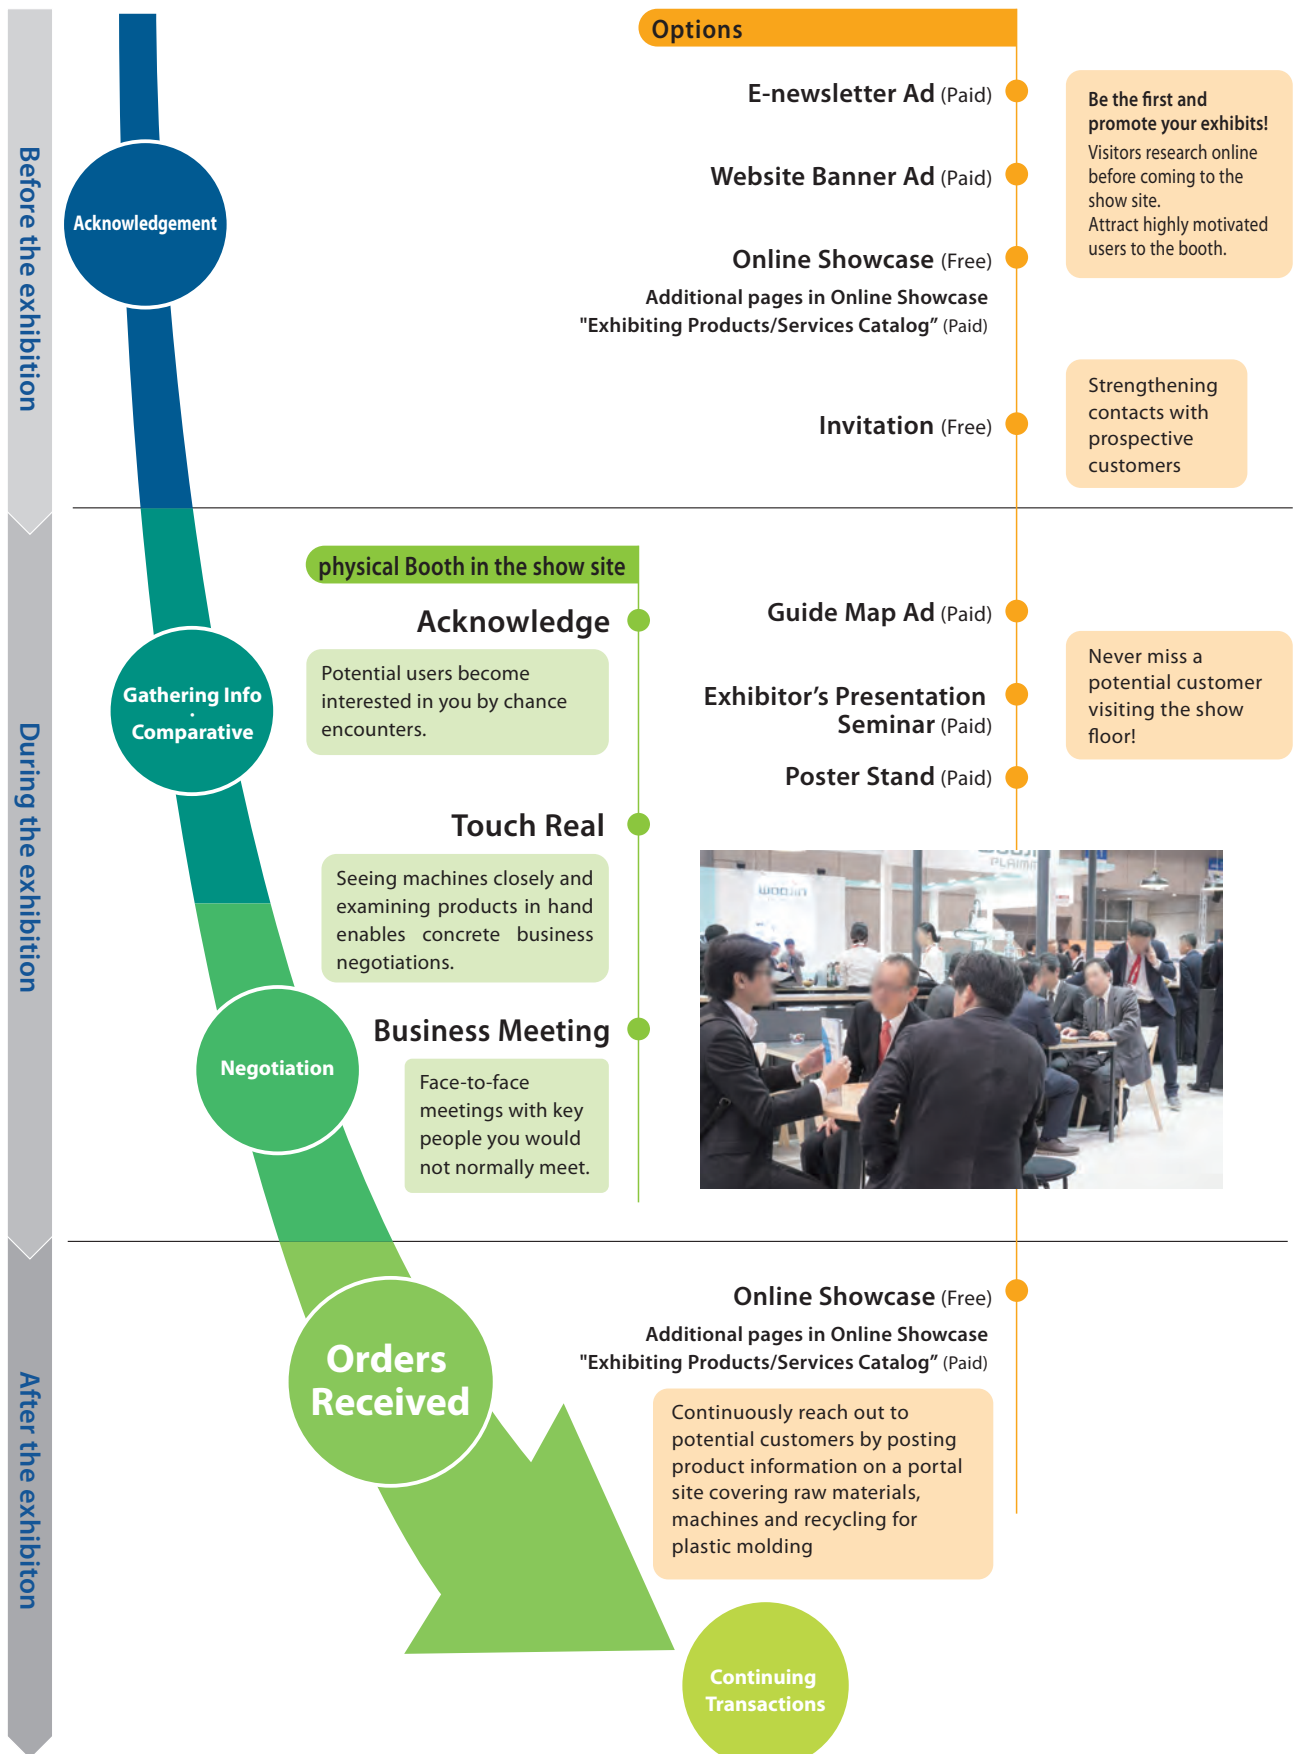 Before the exhibition
Acknowledgement
Options
E-newsletter Ad (Paid)
Website Banner Ad (Paid)
Online Showcase (Free)
Additional pages in Online Showcase
"Exhibiting Products/Services Catalog” (Paid)
Invitation (Free)
Be the first and
promote your exhibits!
Visitors research online
before coming to the
show site.
Attract highly motivated
users to the booth.
Strengthening
contacts with
prospective
customers
During the exhibition
Gathering Info
・
Comparative
Negotiation
physical Booth in the show site
Acknowledge
Potential users become
interested in you by chance
encounters.
Touch Real
Seeing machines closely and
examining products in hand
enables concrete business
negotiations.
Business Meeting
Face-to-face
meetings with key
people you would
not normally meet.
Guide Map Ad (Paid)
Exhibitor’s Presentation
Seminar (Paid)
Poster Stand (Paid)
Never miss a
potential customer
visiting the show
floor!
After the exhibiton
Orders
Received
Online Showcase (Free)
Additional pages in Online Showcase
"Exhibiting Products/Services Catalog” (Paid)
Continuously reach out to
potential customers by posting
product information on a portal
site covering raw materials,
machines and recycling for
plastic molding
Continuing
Transactions